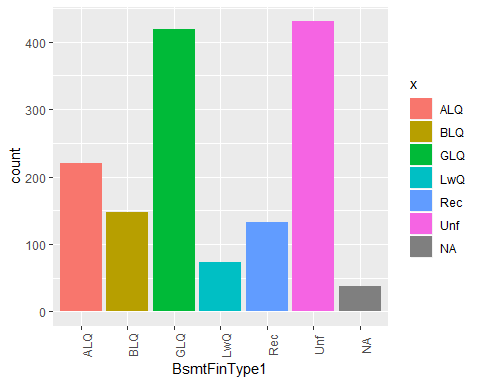 400
300
200
100
0
count
ALQ
BLQ
GLQ
LwQ
Rec
Unf
NA
BsmtFinType1
x
ALQ
BLQ
GLQ
LwQ
Rec
Unf
NA